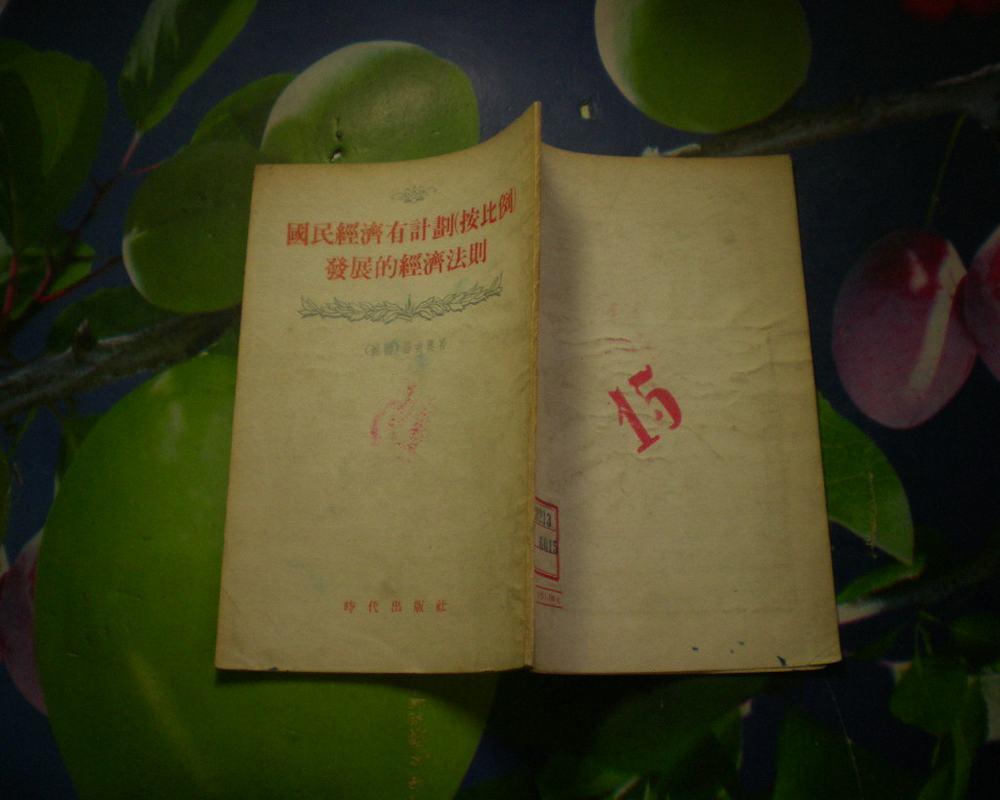 國民經濟有計劃(按比例)
發展的經濟法則
時代出版社
15